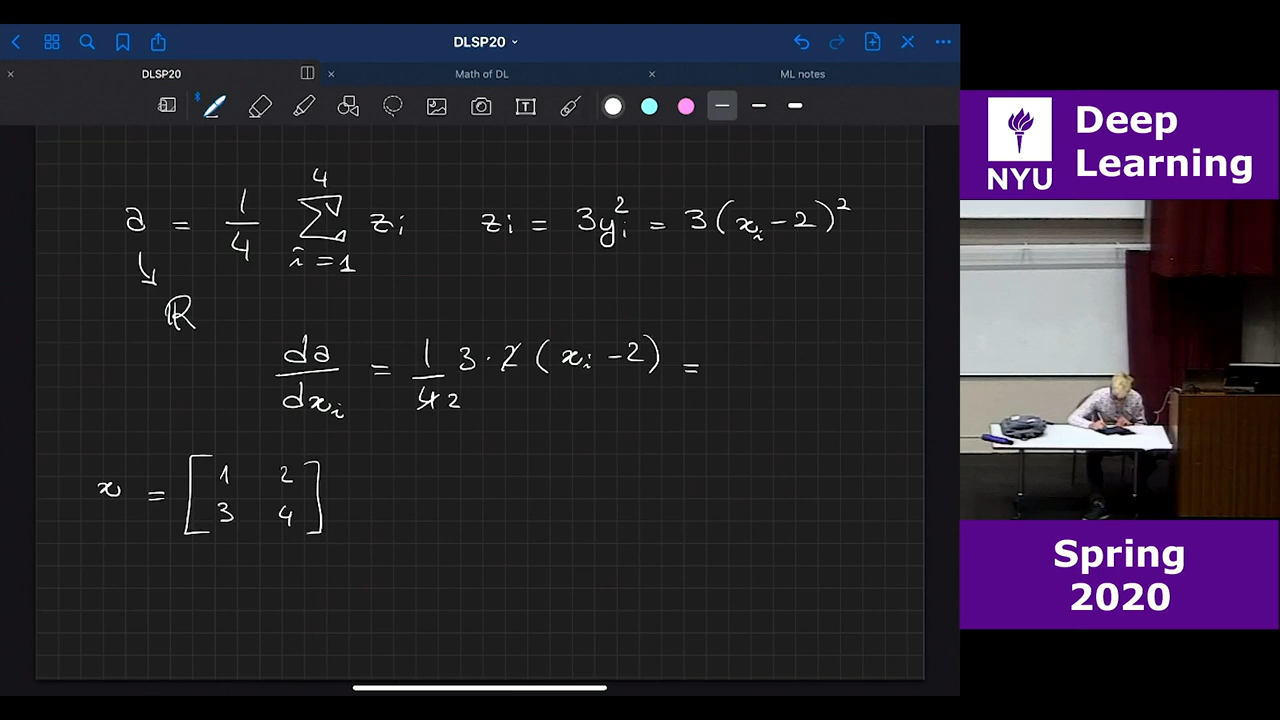 DLSP20
DLSP20 Math of DL ML notes
a = 1/4 ∑_{i=1}^{4} z_i    z_i = 3y_i^2 = 3(x_i - 2)^2
ℝ
da/dx_i = 1/4 2 3 · 2 (x_i - 2) =
x = [1 2
3 4]
NYU
Deep
Learning
Spring
2020